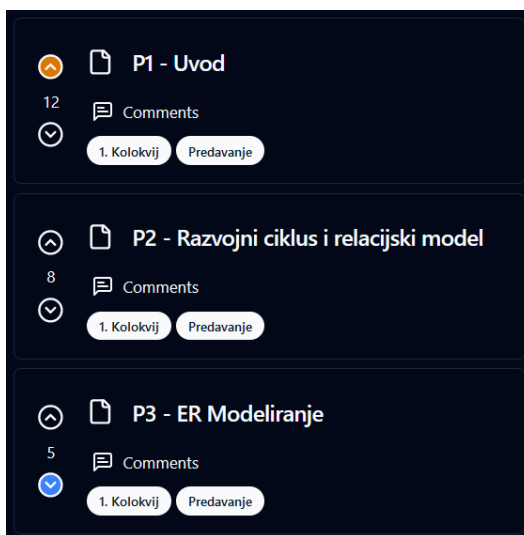 P1 - Uvod
12
Comments
1. Kolokvij Predavanje
P2 - Razvojni ciklus i relacijski model
8
Comments
1. Kolokvij Predavanje
P3 - ER Modeliranje
5
Comments
1. Kolokvij Predavanje